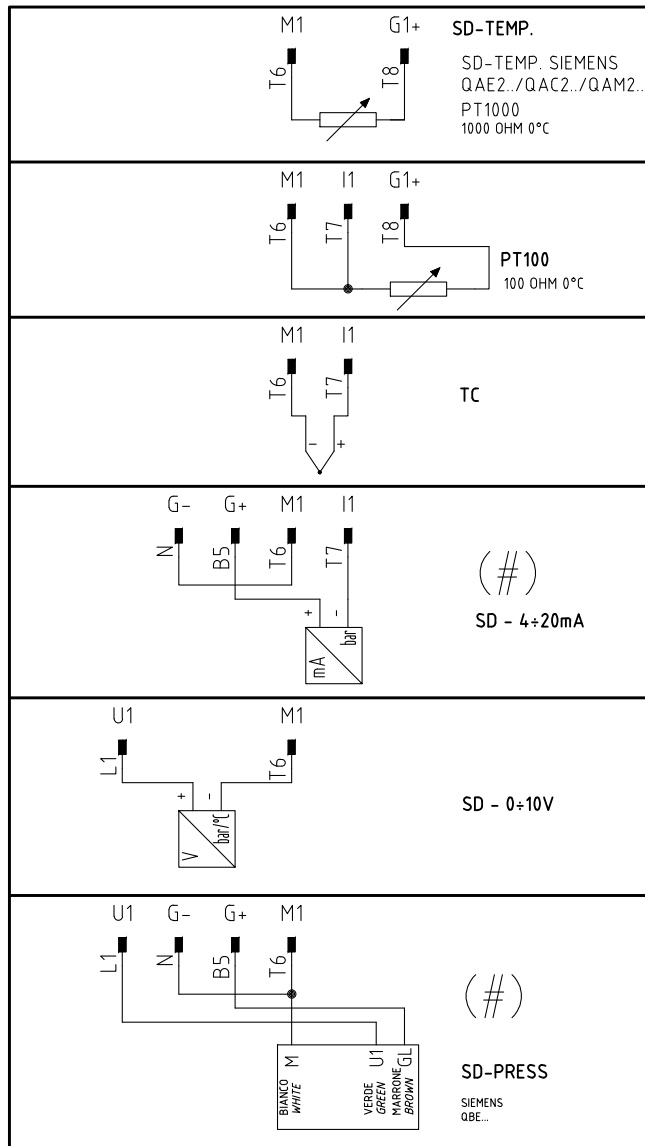 M1 G1+ SD-TEMP.
T6 T8
SD-TEMP. SIEMENS
QAE2../QAC2../QAM2..
PT1000
1000 OHM 0°C
M1 I1 G1+
T6 T7 T8
PT100
100 OHM 0°C
M1 I1
T6 T7
TC
- +
G- G+ M1 I1
N B5 T6 T7
(#)
+ -
SD - 4÷20mA
mA bar
U1 M1
L1 T6
+ -
SD - 0÷10V
V bar/°C
U1 G- G+ M1
L1 N B5 T6
(#)
M U1 GL
BIANCO VERDE MARRONE
WHITE GREEN BROWN
SD-PRESS
SIEMENS
QBE...